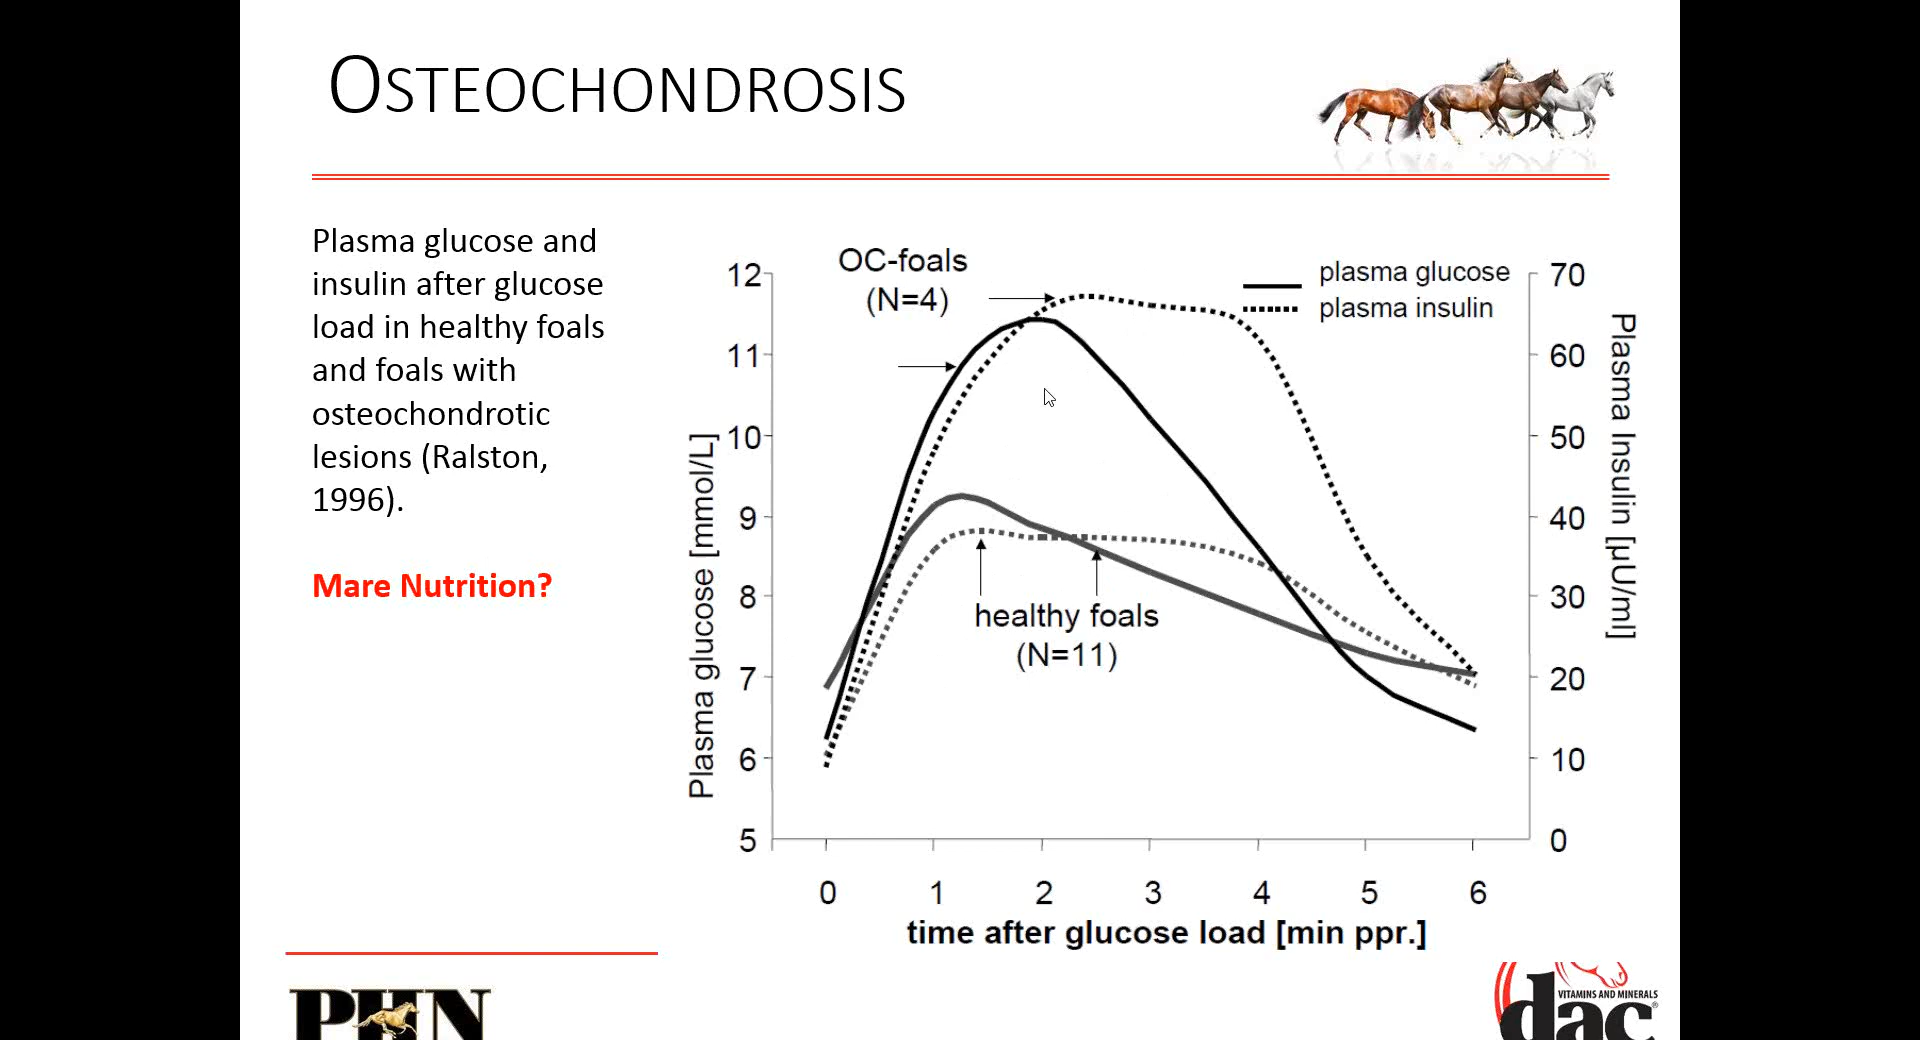 OSTEOCHONDROSIS
Plasma glucose and
insulin after glucose
load in healthy foals
and foals with
osteochondrotic
lesions (Ralston,
1996).
Mare Nutrition?
OC-foals
(N=4)
plasma glucose
plasma insulin
healthy foals
(N=11)
Plasma glucose [mmol/L]
12
11
10
9
8
7
6
5
Plasma Insulin [µU/ml]
70
60
50
40
30
20
10
0
0 1 2 3 4 5 6
time after glucose load [min ppr.]
PHN
VITAMINS AND MINERALS
dac®